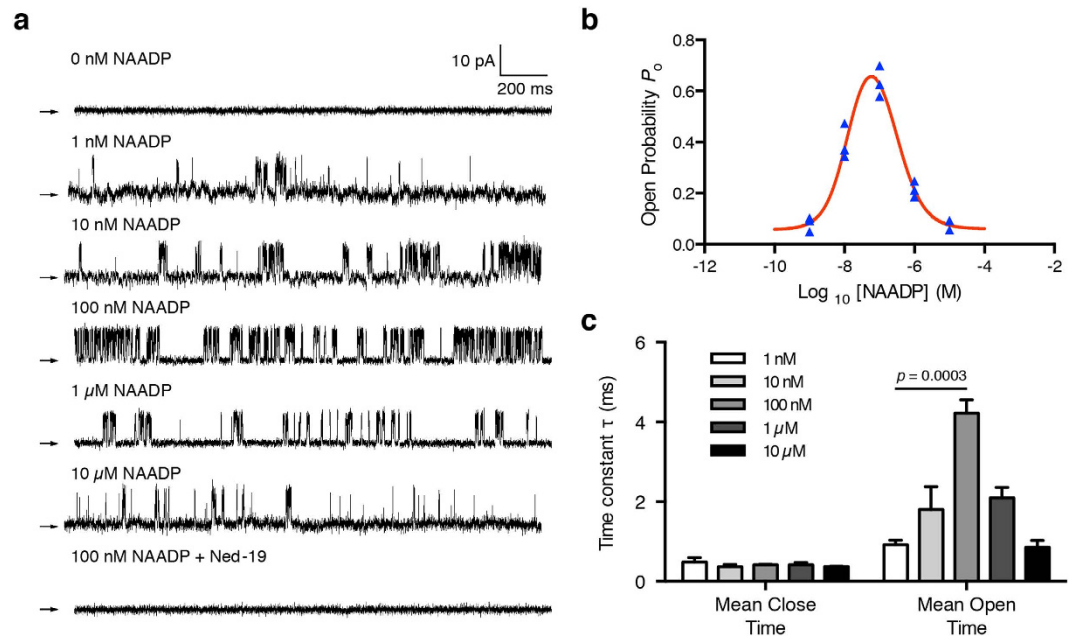 a
0 nM NAADP
10 pA
200 ms
1 nM NAADP
10 nM NAADP
100 nM NAADP
1 µM NAADP
10 µM NAADP
100 nM NAADP + Ned-19
b
Open Probability Po
0.8
0.6
0.4
0.2
0.0
-12
-10
-8
-6
-4
-2
Log 10 [NAADP] (M)
c
Time constant τ (ms)
6
4
2
0
1 nM
10 nM
100 nM
1 µM
10 µM
p = 0.0003
Mean Close
Time
Mean Open
Time